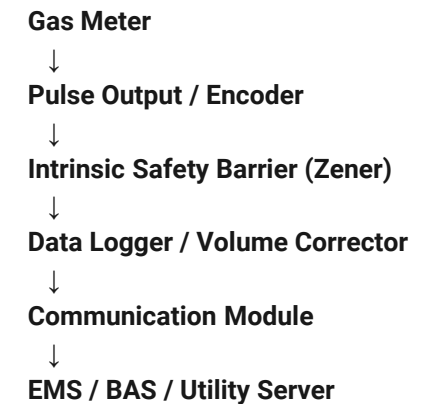 Gas Meter
↓
Pulse Output / Encoder
↓
Intrinsic Safety Barrier (Zener)
↓
Data Logger / Volume Corrector
↓
Communication Module
↓
EMS / BAS / Utility Server